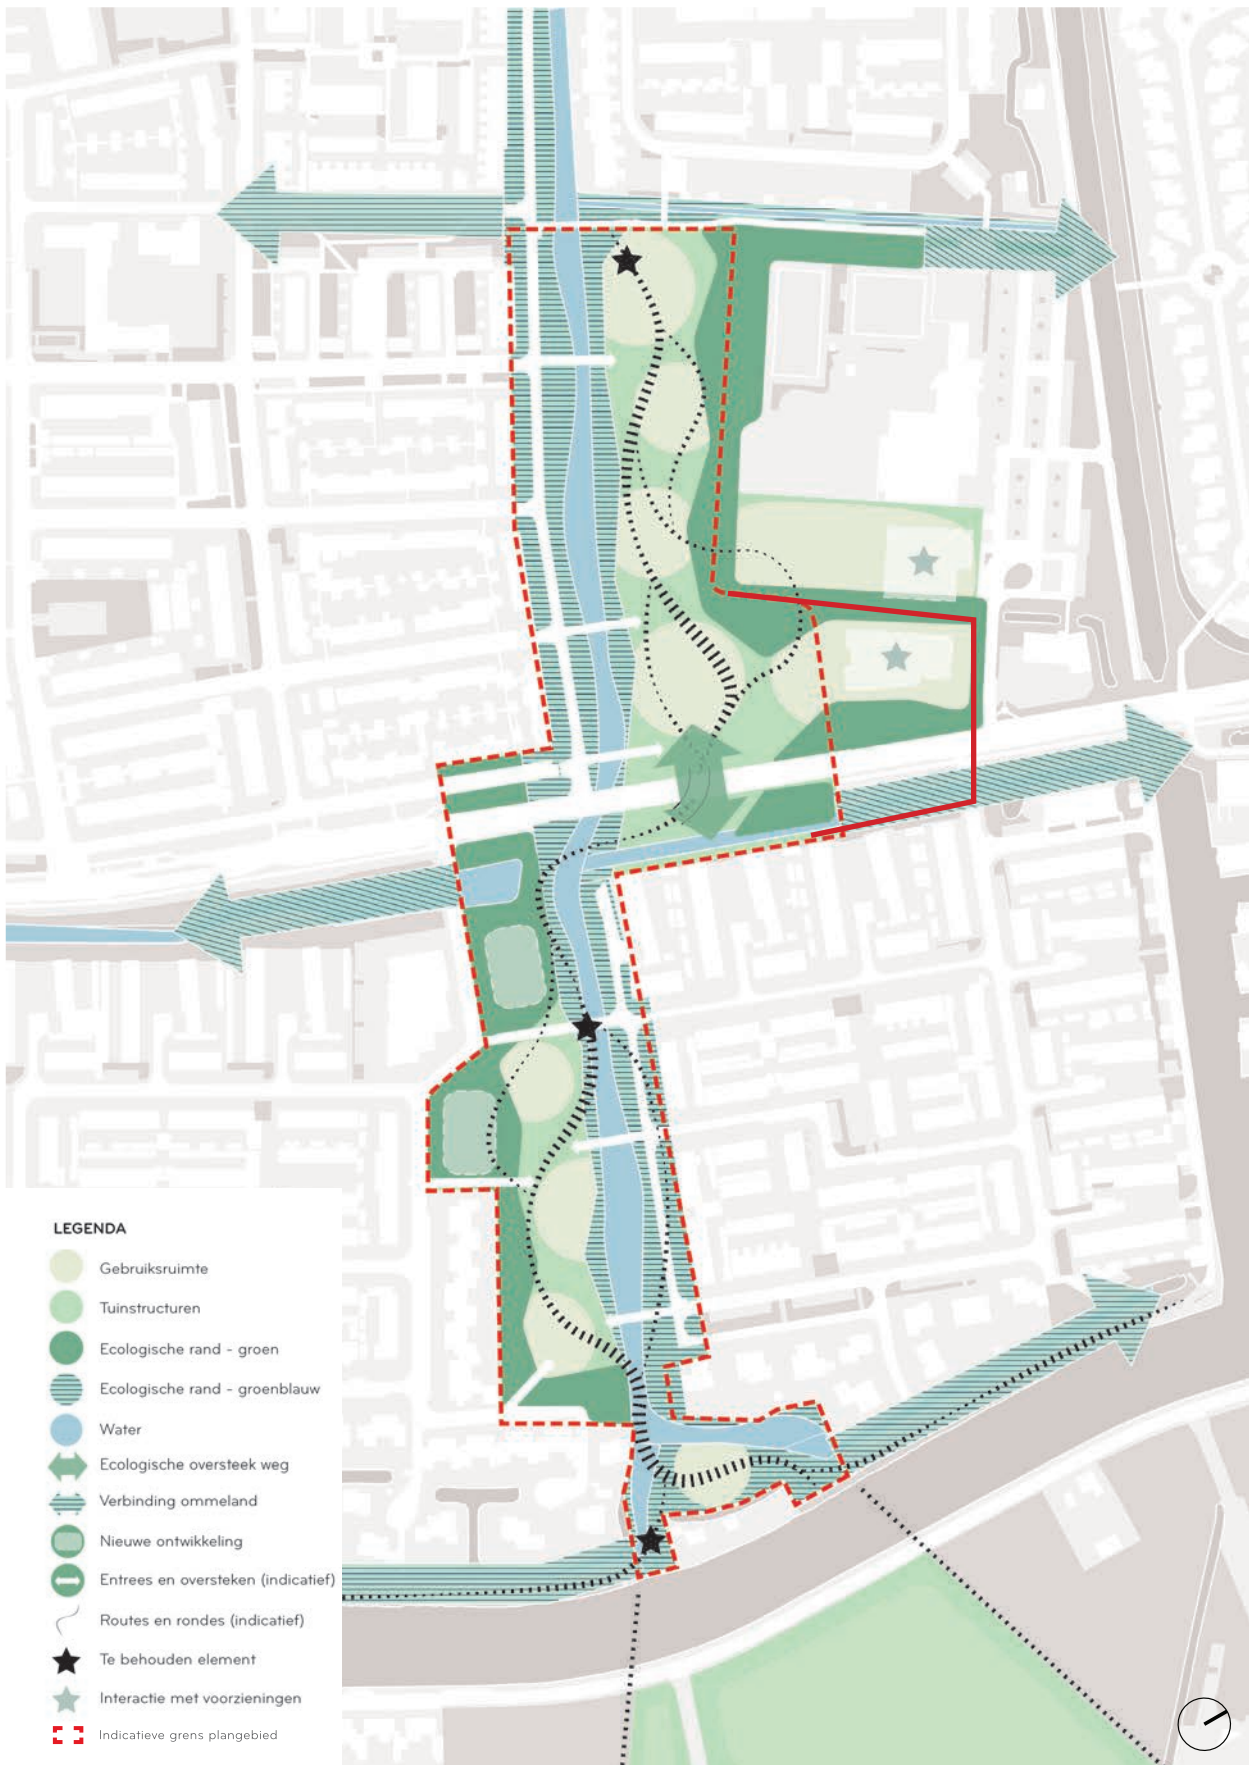 LEGENDA
Gebruiksruimte
Tuinstructuren
Ecologische rand - groen
Ecologische rand - groenblauw
Water
Ecologische oversteek weg
Verbinding ommeland
Nieuwe ontwikkeling
Entrees en oversteken (indicatief)
Routes en rondes (indicatief)
Te behouden element
Interactie met voorzieningen
Indicatieve grens plangebied